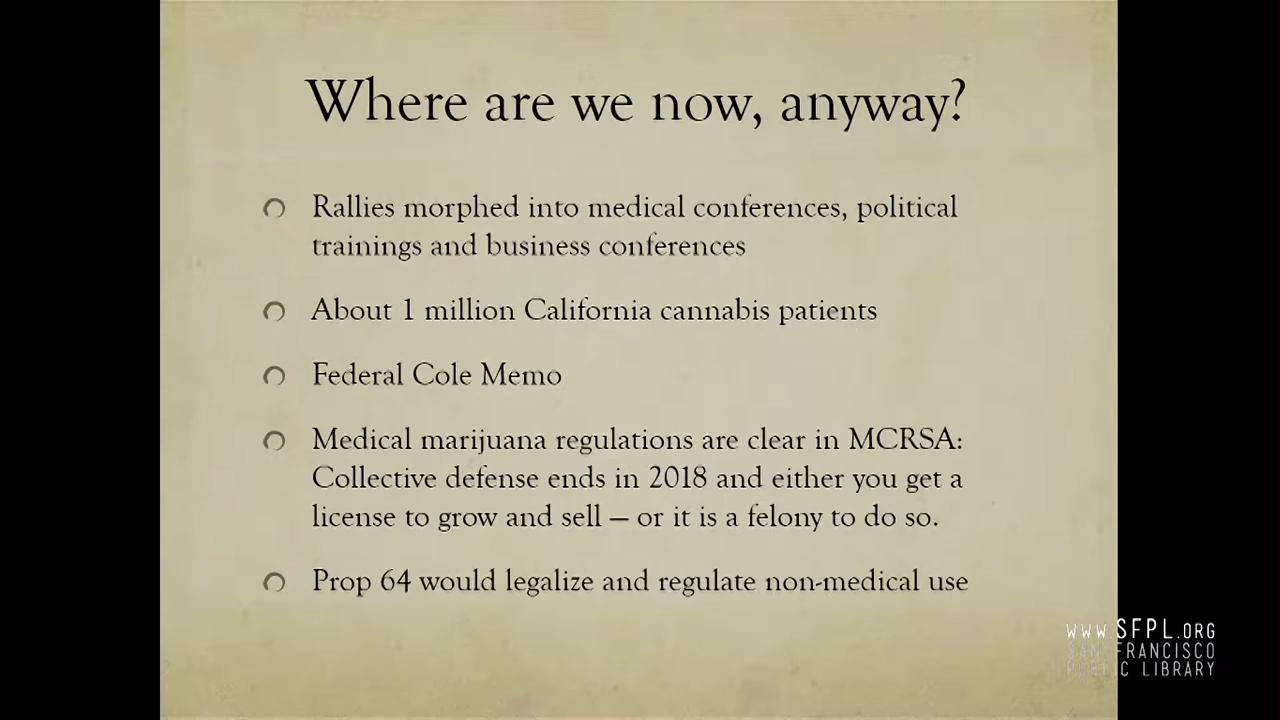 Where are we now, anyway?
Rallies morphed into medical conferences, political
trainings and business conferences
About 1 million California cannabis patients
Federal Cole Memo
Medical marijuana regulations are clear in MCRSA:
Collective defense ends in 2018 and either you get a
license to grow and sell – or it is a felony to do so.
Prop 64 would legalize and regulate non-medical use
WWW.SFPL.ORG
SAN FRANCISCO
PUBLIC LIBRARY